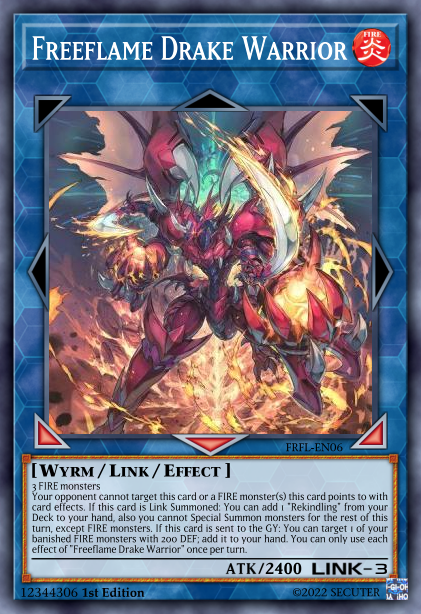 FREEFLAME DRAKE WARRIOR
FIRE
炎
FRFL-EN06
[WYRM / LINK / EFFECT]
3 FIRE monsters
Your opponent cannot target this card or a FIRE monster(s) this card points to with
card effects. If this card is Link Summoned: You can add 1 "Rekindling" from your
Deck to your hand, also you cannot Special Summon monsters for the rest of this
turn, except FIRE monsters. If this card is sent to the GY: You can target 1 of your
banished FIRE monsters with 200 DEF; add it to your hand. You can only use each
effect of "Freeflame Drake Warrior" once per turn.
ATK/2400 LINK-3
12344306 1st Edition ©2022 SECUTER